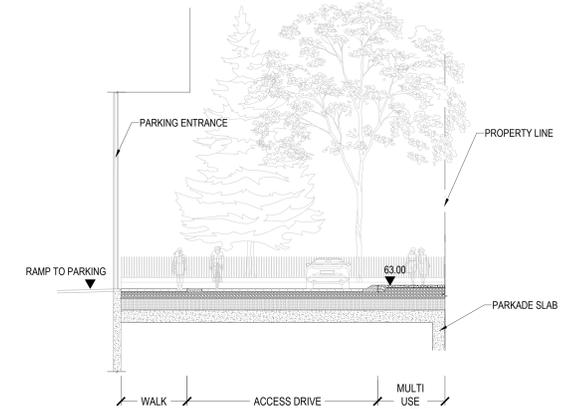 PARKING ENTRANCE
PROPERTY LINE
RAMP TO PARKING
63.00
PARKADE SLAB
WALK
ACCESS DRIVE
MULTI
USE